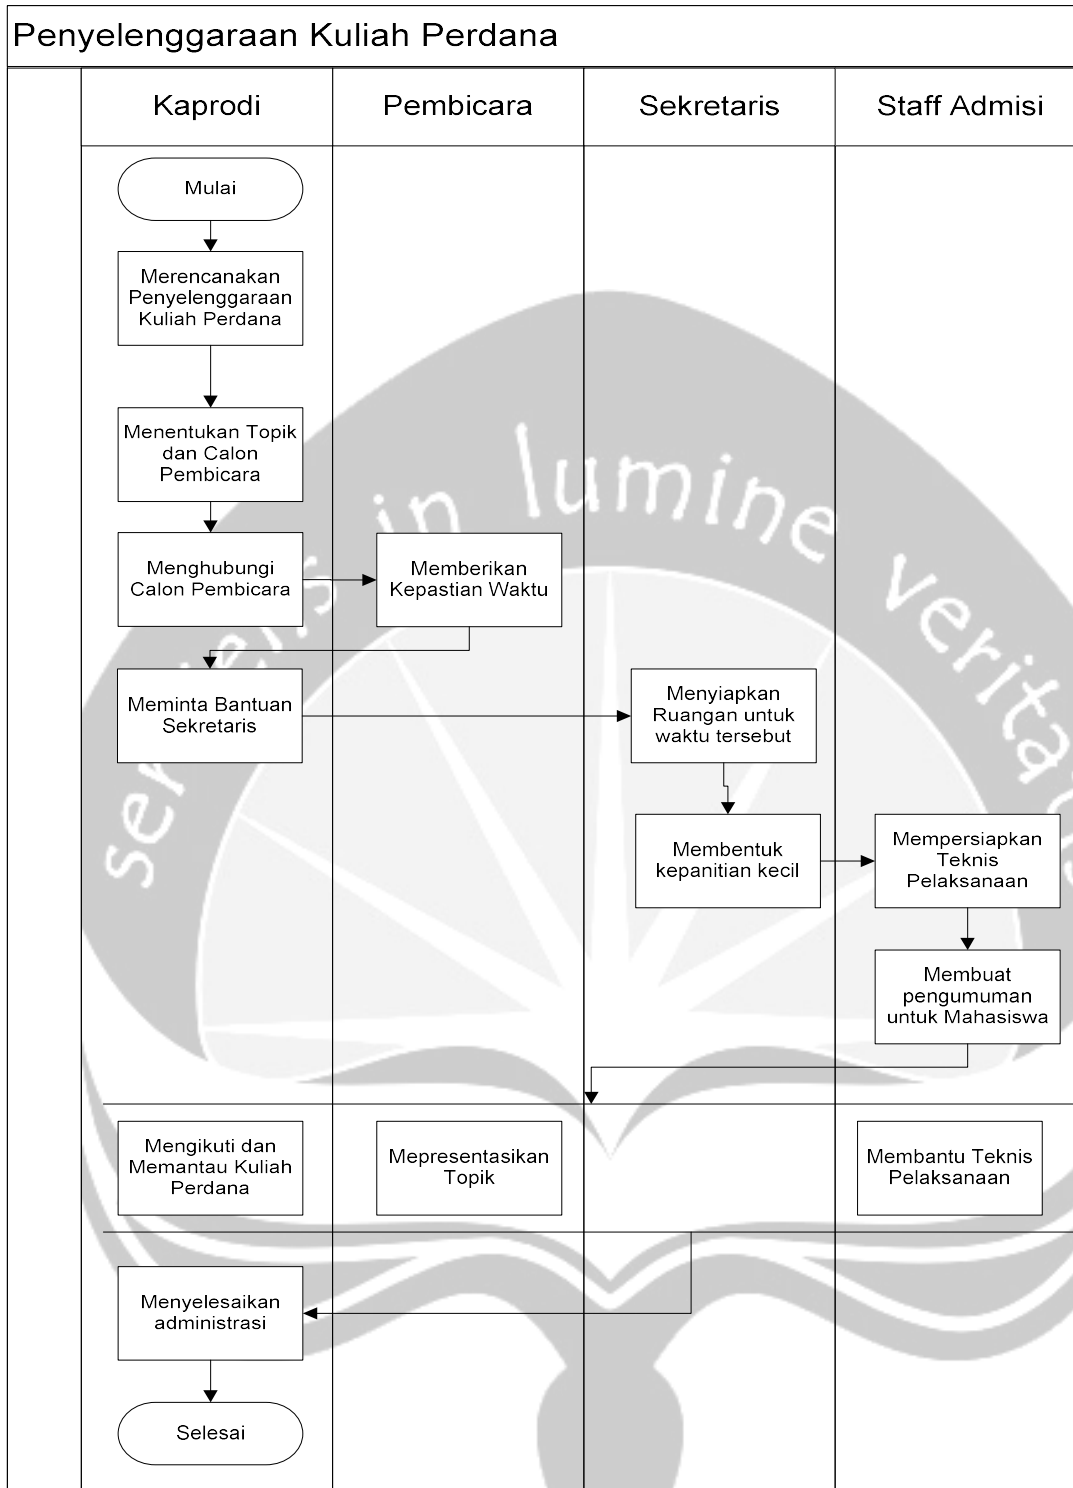 Penyelenggaraan Kuliah Perdana
Kaprodi
Pembicara
Sekretaris
Staff Admisi
Mulai
Merencanakan
Penyelenggaraan
Kuliah Perdana
Menentukan Topik
dan Calon
Pembicara
Menghubungi
Calon Pembicara
Memberikan
Kepastian Waktu
Meminta Bantuan
Sekretaris
Menyiapkan
Ruangan untuk
waktu tersebut
Membentuk
kepanitian kecil
Mempersiapkan
Teknis
Pelaksanaan
Membuat
pengumuman
untuk Mahasiswa
Mengikuti dan
Memantau Kuliah
Perdana
Mepresentasikan
Topik
Membantu Teknis
Pelaksanaan
Menyelesaikan
administrasi
Selesai
serviens in lumine veritatis